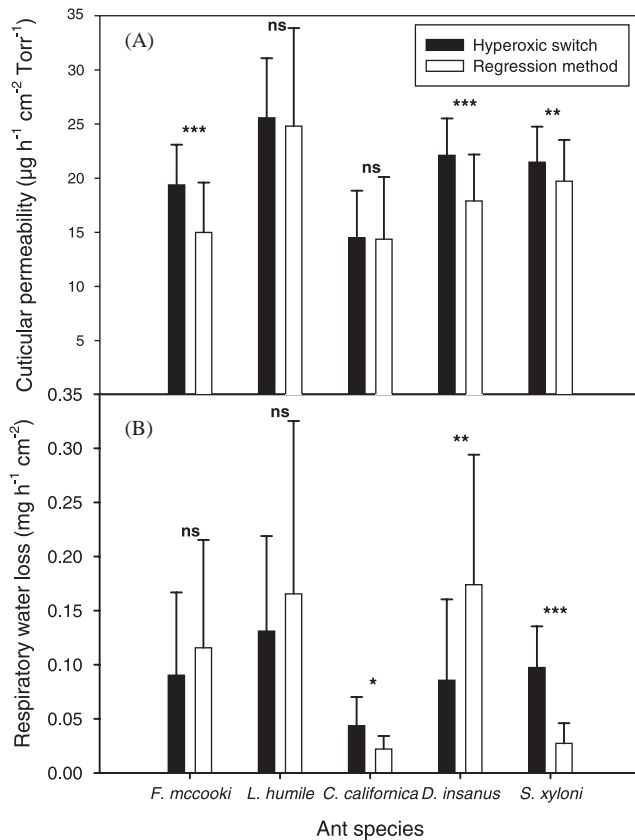 (A)
ns
Hyperoxic switch
Regression method
***
***
**
ns
Cuticular permeability (µg h⁻¹ cm⁻² Torr⁻¹)
35
30
25
20
15
10
5
0.35
(B)
ns
ns
**
***
*
Respiratory water loss (mg h⁻¹ cm⁻²)
0.30
0.25
0.20
0.15
0.10
0.05
0.00
F. mccooki L. humile C. californica D. insanus S. xyloni
Ant species